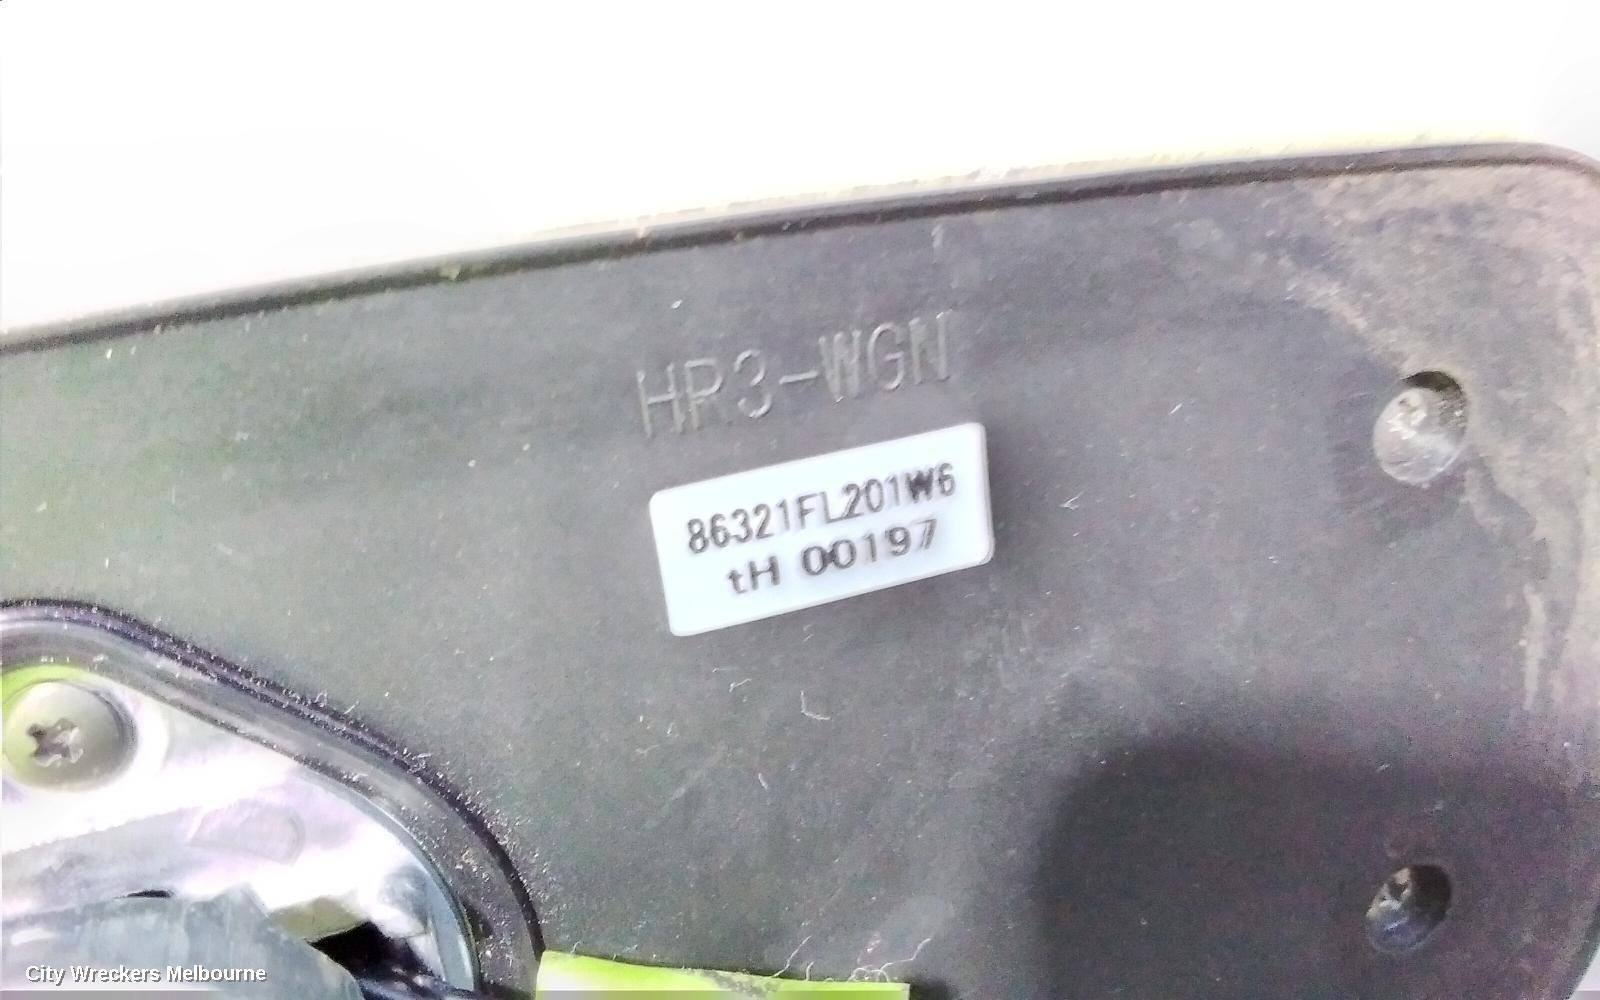 HR3-WGN
86321FL201W6
tH 00197
City Wreckers Melbourne